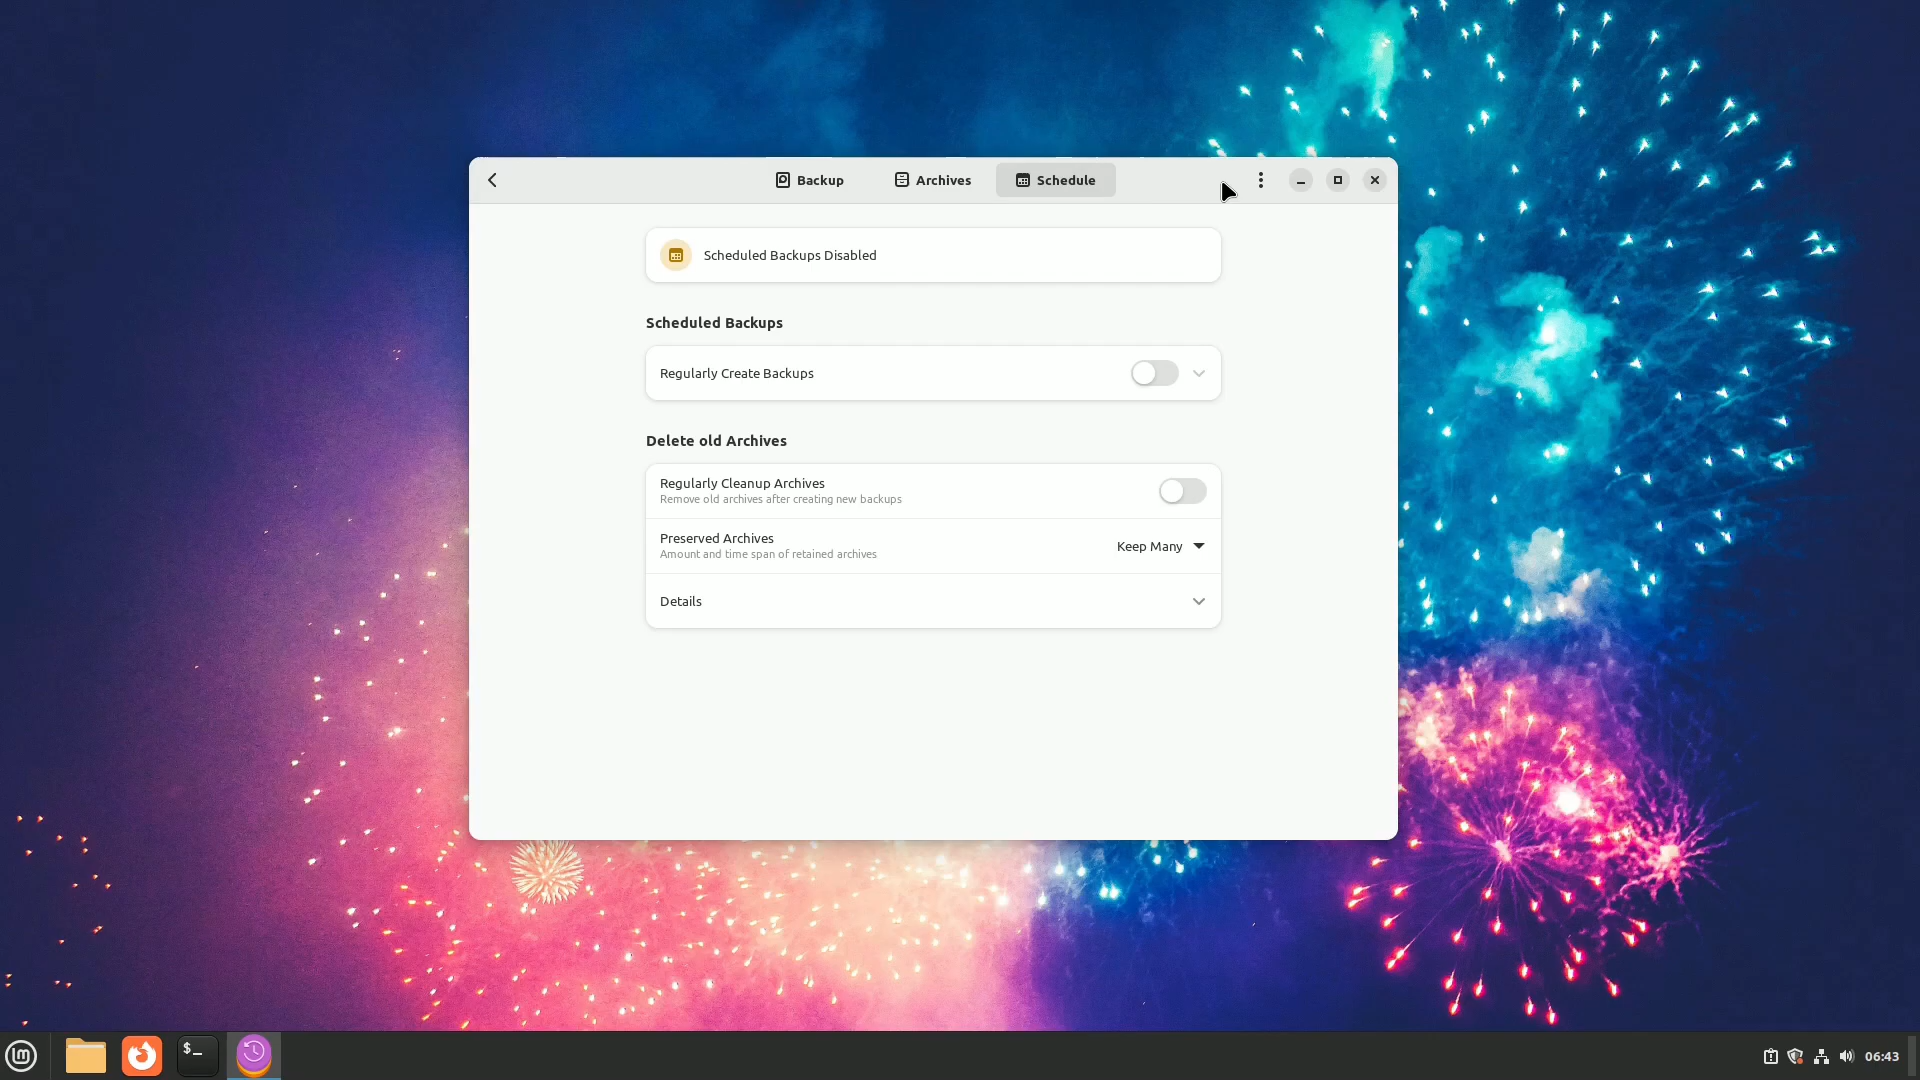 Backup
Archives
Schedule
Scheduled Backups Disabled
Scheduled Backups
Regularly Create Backups
Delete old Archives
Regularly Cleanup Archives
Remove old archives after creating new backups
Preserved Archives
Amount and time span of retained archives
Keep Many
Details
$_
06:43